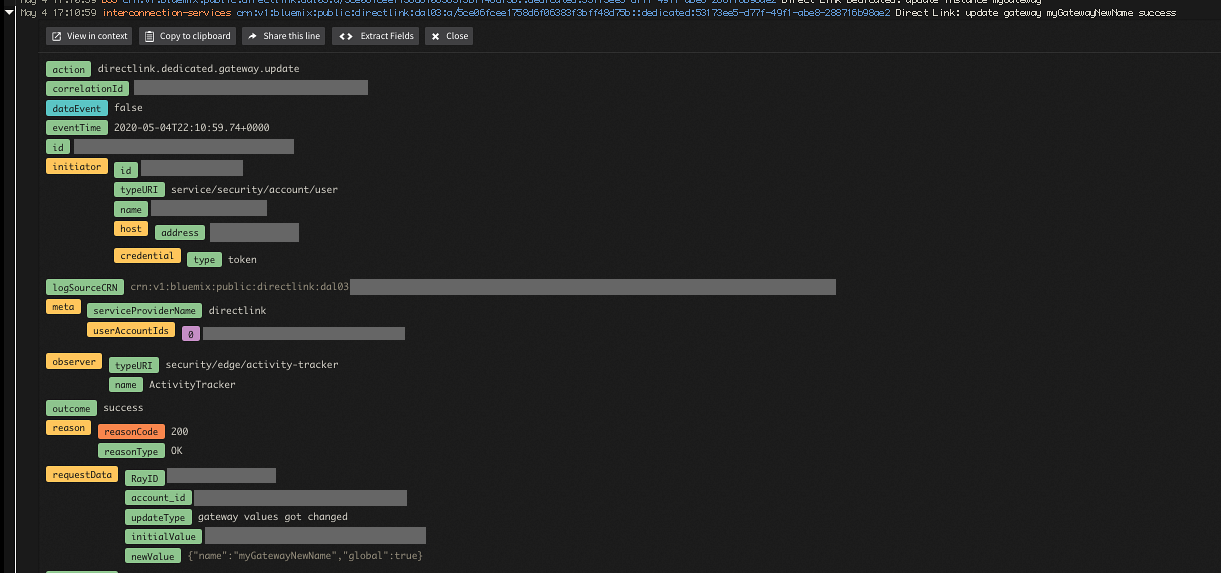 May 4 17:10:59 interconnection-services crn:v1:bluemix:public:directlink:dal03:a/5ce06fcee1758d6f06383f3bff48d75b::dedicated:53173ee5-d77f-49f1-abe8-288716b98ae2 Direct Link: update gateway myGatewayNewName success
View in context Copy to clipboard Share this line Extract Fields Close
action directlink.dedicated.gateway.update
correlationId
dataEvent false
eventTime 2020-05-04T22:10:59.74+0000
id
initiator id
typeURI service/security/account/user
name
host address
credential type token
logSourceCRN crn:v1:bluemix:public:directlink:dal03
meta serviceProviderName directlink
userAccountIds 0
observer typeURI security/edge/activity-tracker
name ActivityTracker
outcome success
reason reasonCode 200
reasonType OK
requestData RayID
account_id
updateType gateway values got changed
initialValue
newValue {"name":"myGatewayNewName","global":true}